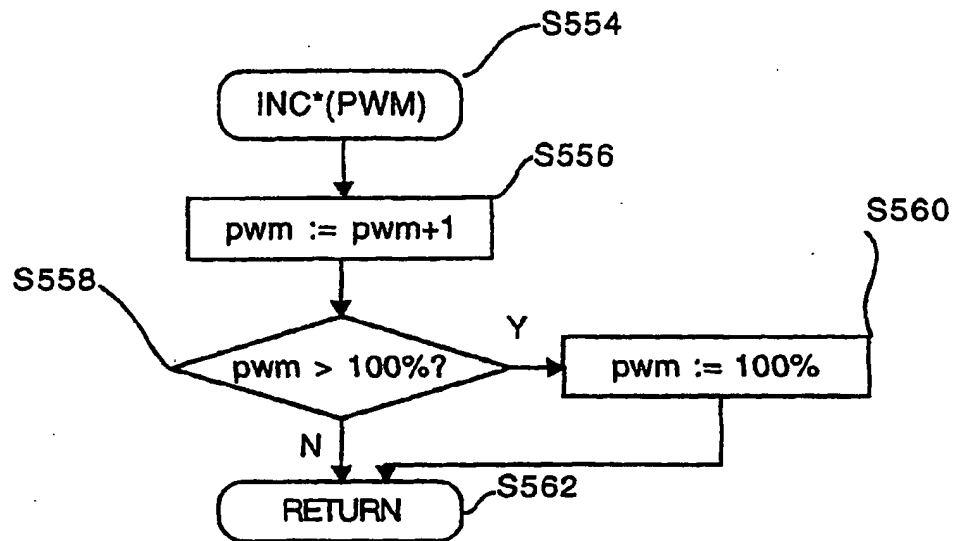 S554
INC*(PWM)
S556
pwm := pwm+1
S560
S558
Y
pwm > 100%?
pwm := 100%
N
S562
RETURN